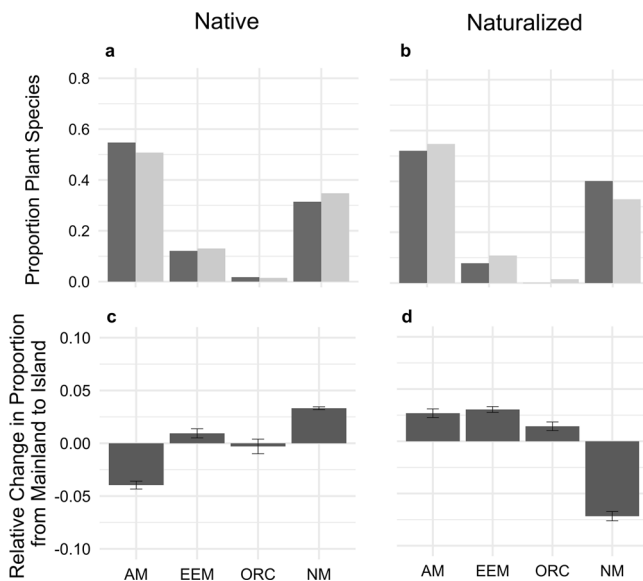 Native
Naturalized
a
b
Proportion Plant Species
0.8
0.6
0.4
0.2
0.0
c
d
Relative Change in Proportion
from Mainland to Island
0.10
0.05
0.00
-0.05
-0.10
AM EEM ORC NM
AM EEM ORC NM